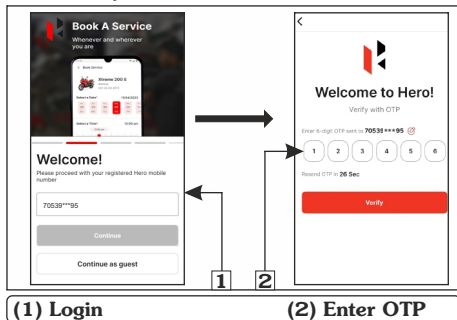 Book A Service
Whenever and wherever
you are
Book Service
Xtreme 200 S
Select a Date*
Select a Time*
Welcome!
Please proceed with your registered Hero mobile
number
70539***95
Continue
Continue as guest
1
Welcome to Hero!
Verify with OTP
Enter 6-digit OTP sent to 70539***95
1 2 3 4 5 6
Resend OTP in 26 Sec
Verify
2
(1) Login
(2) Enter OTP